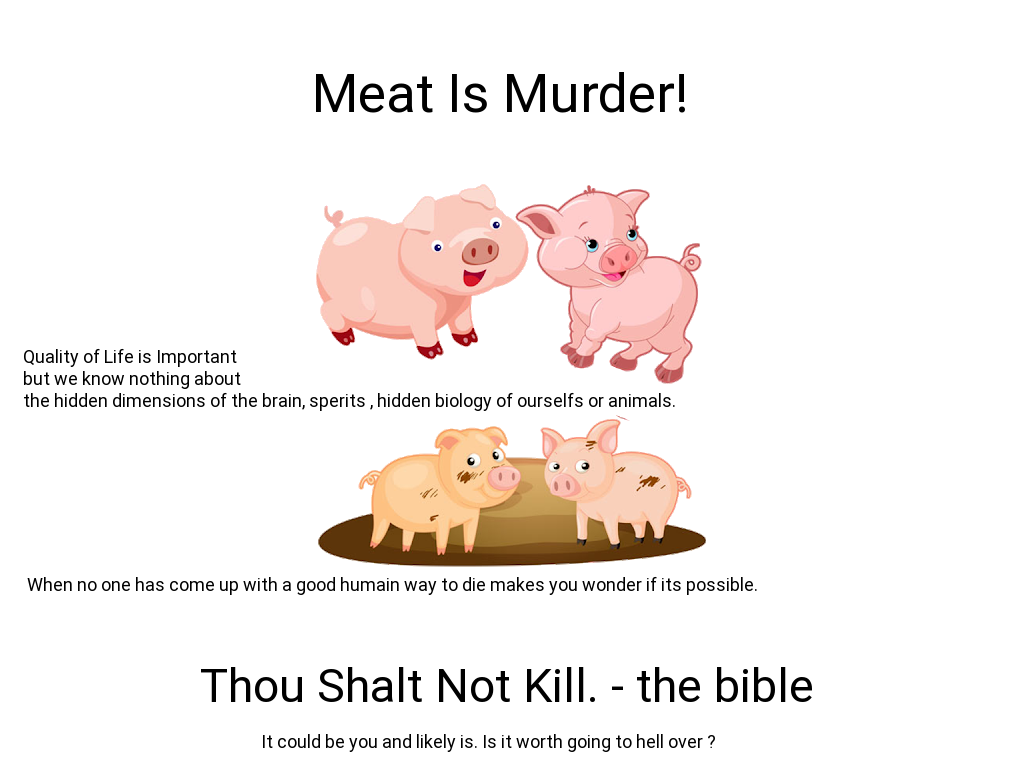 Meat Is Murder!
Quality of Life is Important
but we know nothing about
the hidden dimensions of the brain, sperits , hidden biology of ourselfs or animals.
When no one has come up with a good humain way to die makes you wonder if its possible.
Thou Shalt Not Kill. - the bible
It could be you and likely is. Is it worth going to hell over ?